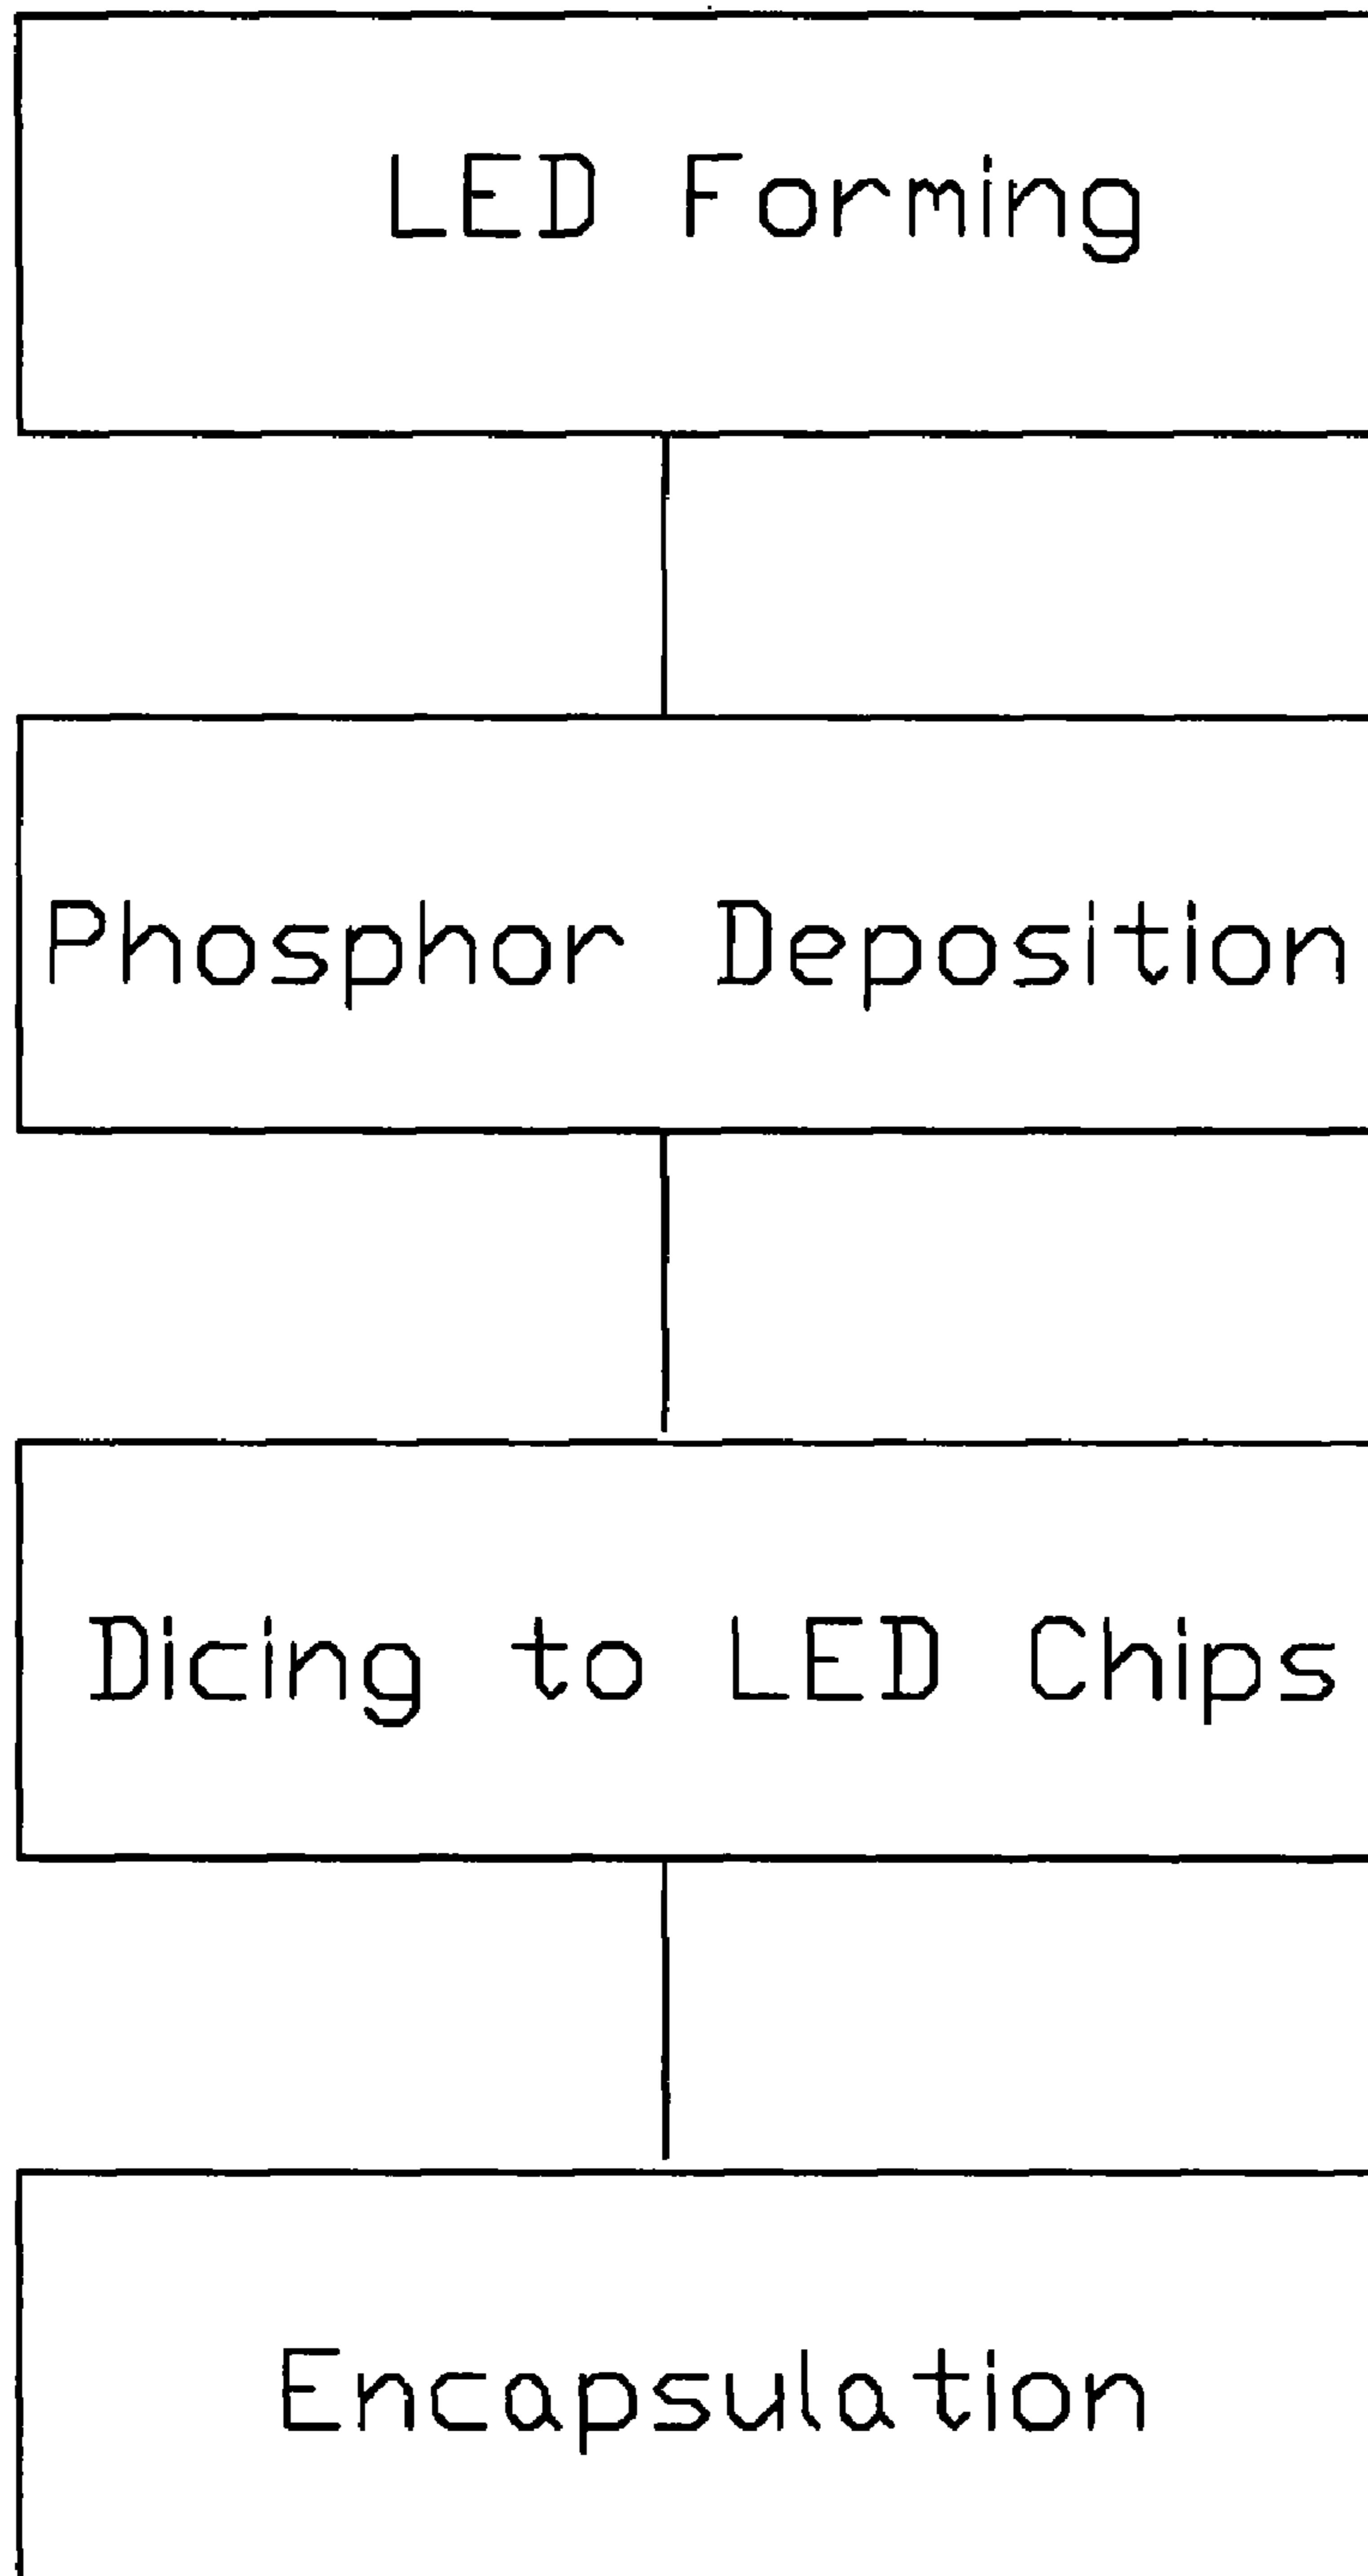 LED Forming
Phosphor Deposition
Dicing to LED Chips
Encapsulation